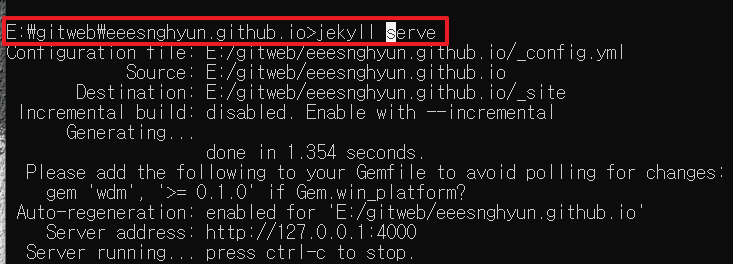 E:₩gitweb₩eeesnghyun.github.io>jekyll serve
Configuration file: E:/gitweb/eeesnghyun.github.io/_config.yml
Source: E:/gitweb/eeesnghyun.github.io
Destination: E:/gitweb/eeesnghyun.github.io/_site
Incremental build: disabled. Enable with --incremental
Generating...
done in 1.354 seconds.
Please add the following to your Gemfile to avoid polling for changes:
gem 'wdm', '>= 0.1.0' if Gem.win_platform?
Auto-regeneration: enabled for 'E:/gitweb/eeesnghyun.github.io'
Server address: http://127.0.0.1:4000
Server running... press ctrl-c to stop.